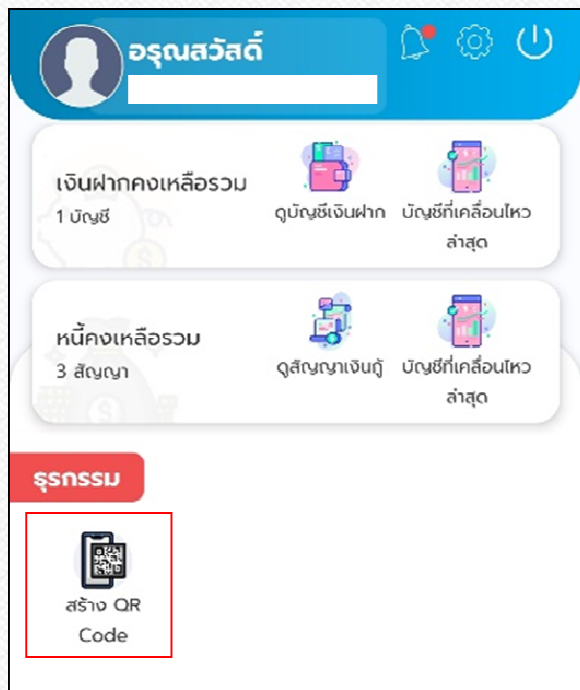 อรุณสวัสดิ์
เงินฝากคงเหลือรวม
1 บัญชี
ดูบัญชีเงินฝาก
บัญชีที่เคลื่อนไหว
ล่าสุด
หนี้คงเหลือรวม
3 สัญญา
ดูสัญญาเงินกู้
บัญชีที่เคลื่อนไหว
ล่าสุด
ธุรกรรม
สร้าง QR
Code